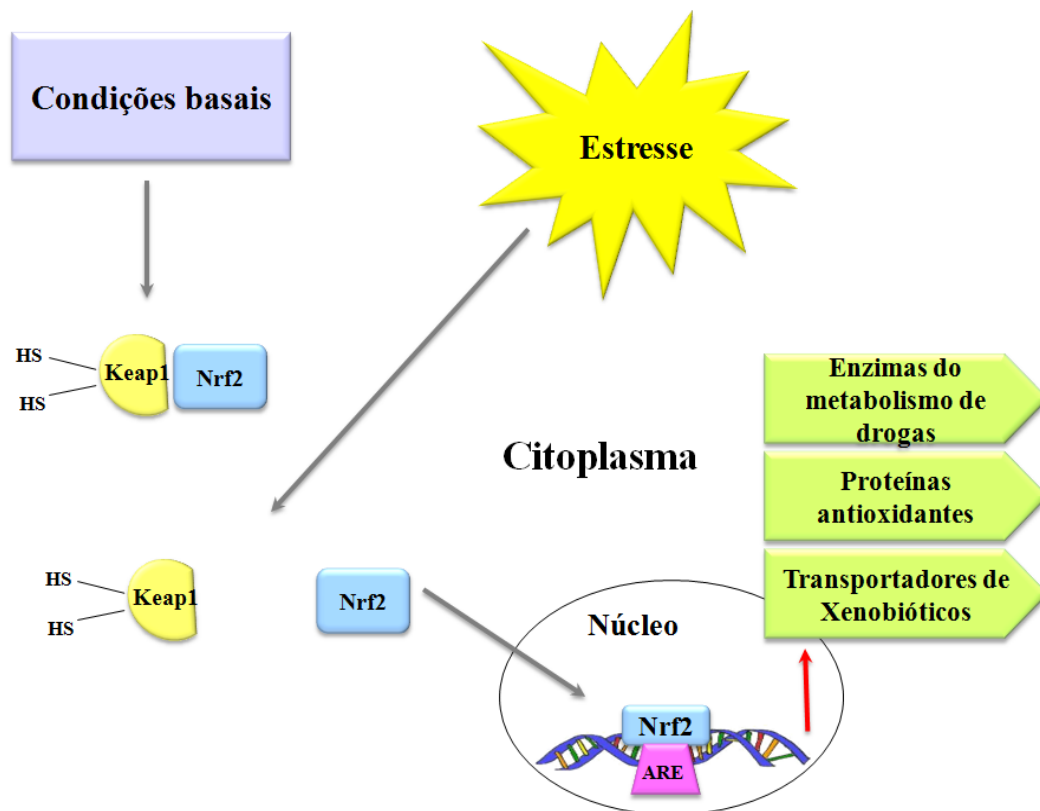 Condições basais
Estresse
HS
HS
Keap1
Nrf2
Enzimas do
metabolismo de
drogas
Citoplasma
Proteínas
antioxidantes
HS
HS
Keap1
Nrf2
Transportadores de
Xenobióticos
Núcleo
Nrf2
ARE